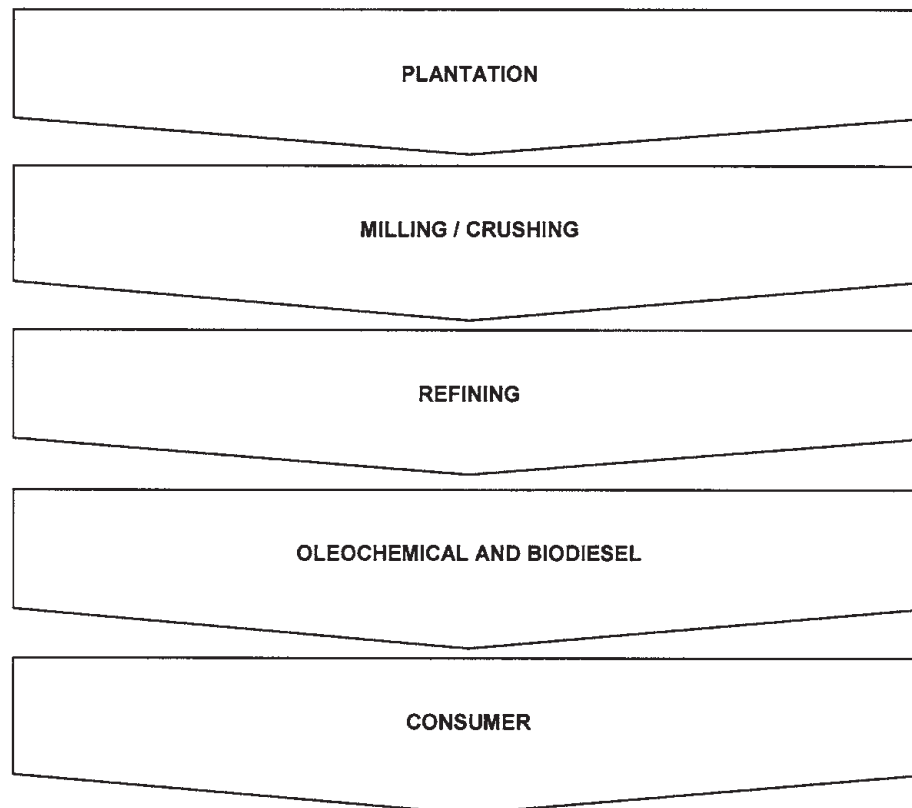 PLANTATION
MILLING / CRUSHING
REFINING
OLEOCHEMICAL AND BIODIESEL
CONSUMER